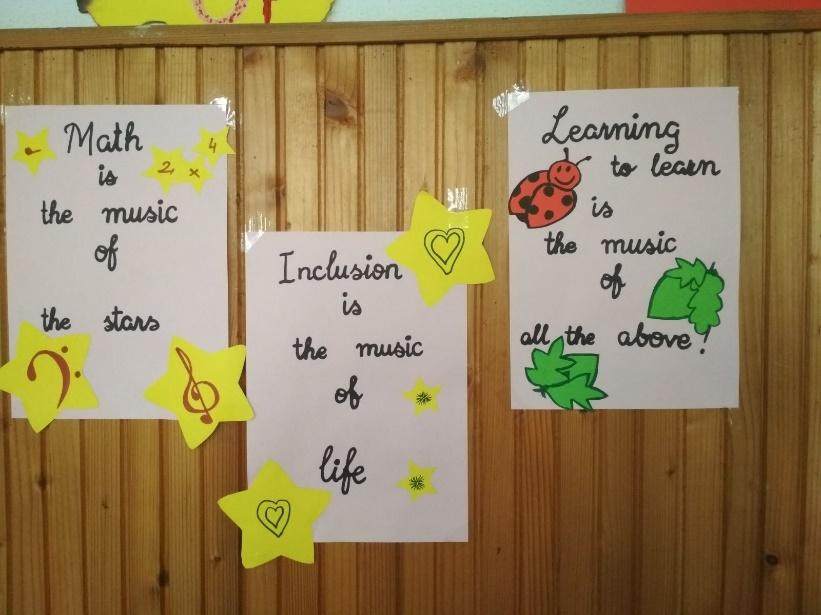 Math
2 x 4
is
the music
of
the stars
Inclusion
is
the music
of
life
Learning
to learn
is
the music
of
all the above!